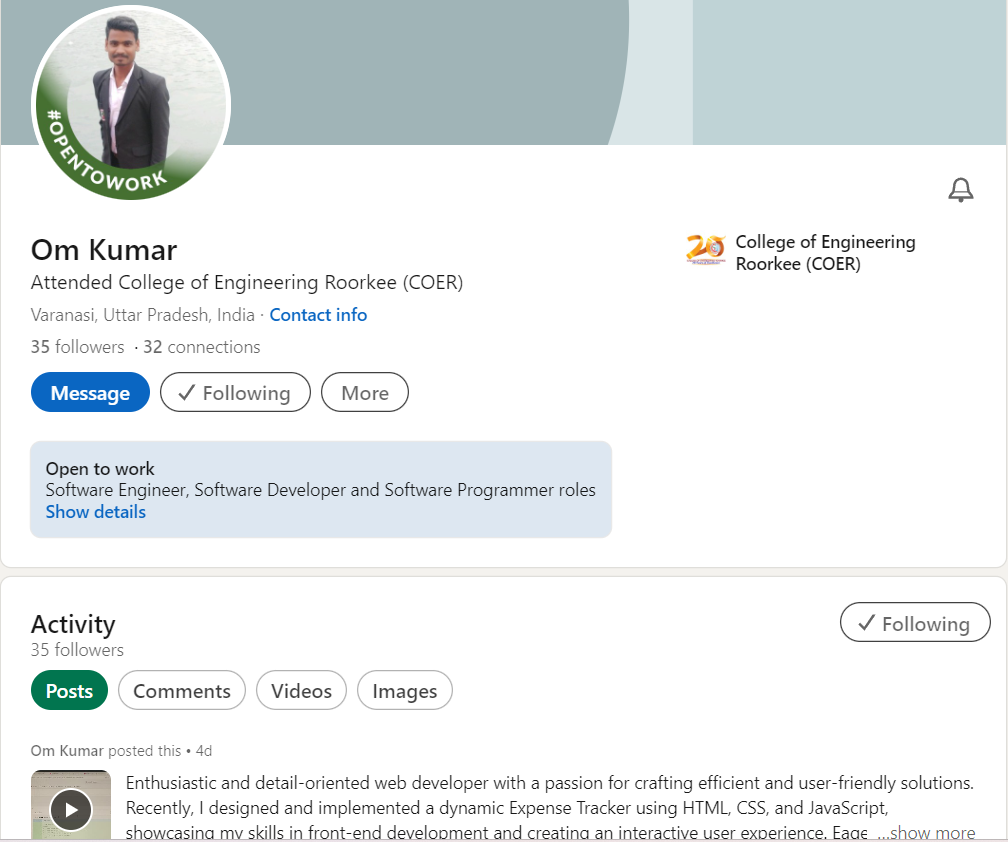 #OPENTOWORK
Om Kumar
Attended College of Engineering Roorkee (COER)
Varanasi, Uttar Pradesh, India · Contact info
35 followers · 32 connections
Message
Following
More
20
College of Engineering
Roorkee (COER)
Open to work
Software Engineer, Software Developer and Software Programmer roles
Show details
Activity
35 followers
Following
Posts
Comments
Videos
Images
Om Kumar posted this • 4d
Enthusiastic and detail-oriented web developer with a passion for crafting efficient and user-friendly solutions.
Recently, I designed and implemented a dynamic Expense Tracker using HTML, CSS, and JavaScript,
showcasing my skills in front-end development and creating an interactive user experience. Eage ...show more